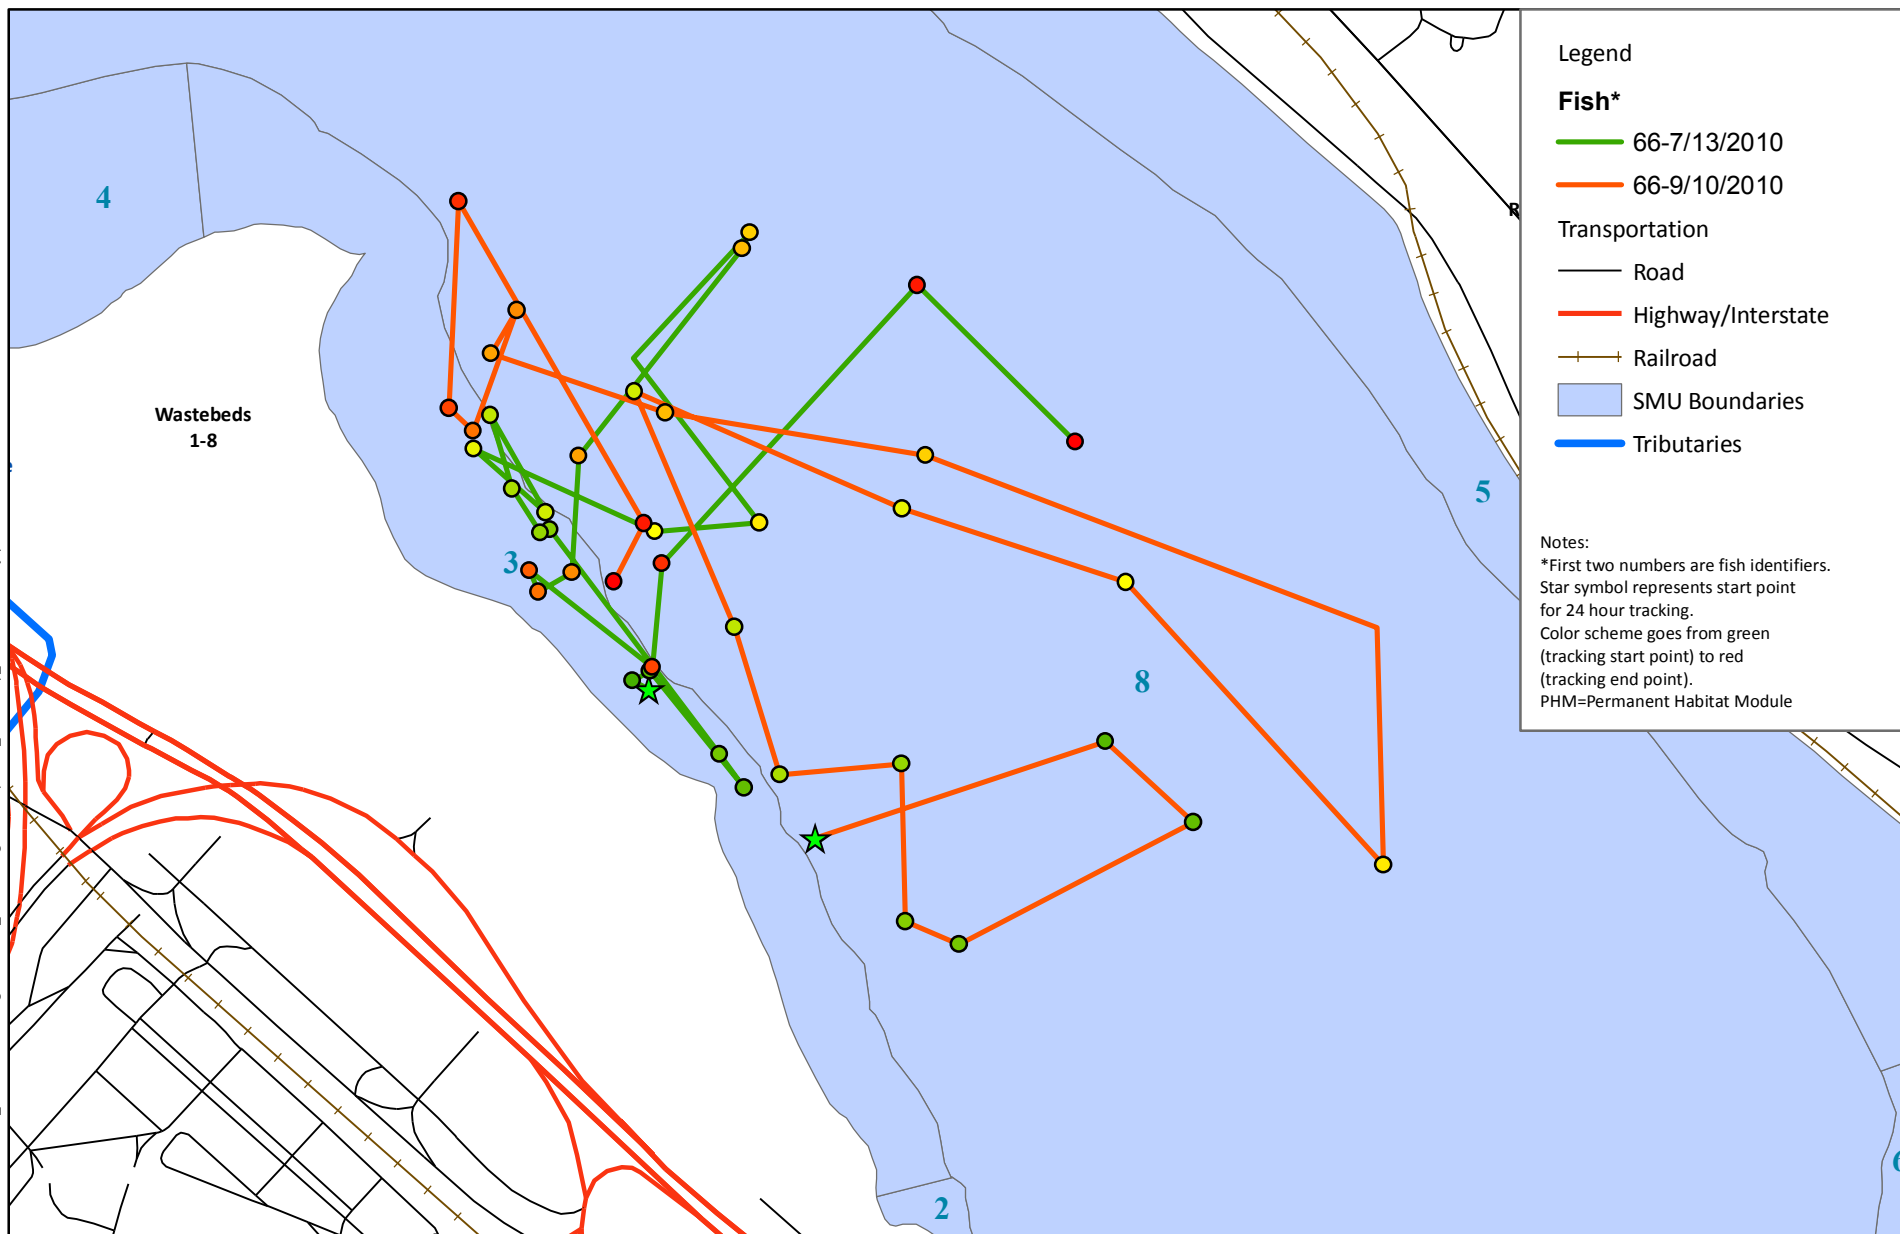 Legend
Fish*
66-7/13/2010
66-9/10/2010
Transportation
Road
Highway/Interstate
Railroad
SMU Boundaries
Tributaries
Notes:
*First two numbers are fish identifiers.
Star symbol represents start point
for 24 hour tracking.
Color scheme goes from green
(tracking start point) to red
(tracking end point).
PHM=Permanent Habitat Module
4
R
Wastebeds
1-8
5
3
8
2
6